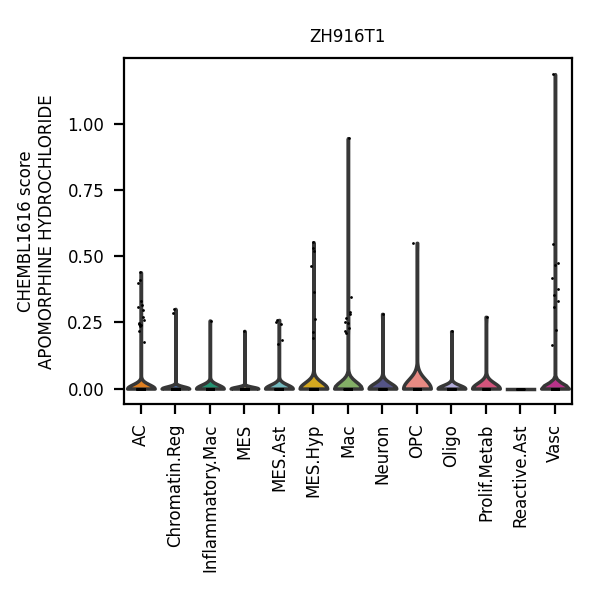 ZH916T1
CHEMBL1616 score
APOMORPHINE HYDROCHLORIDE
1.00
0.75
0.50
0.25
0.00
AC
Chromatin.Reg
Inflammatory.Mac
MES
MES.Ast
MES.Hyp
Mac
Neuron
OPC
Oligo
Prolif.Metab
Reactive.Ast
Vasc